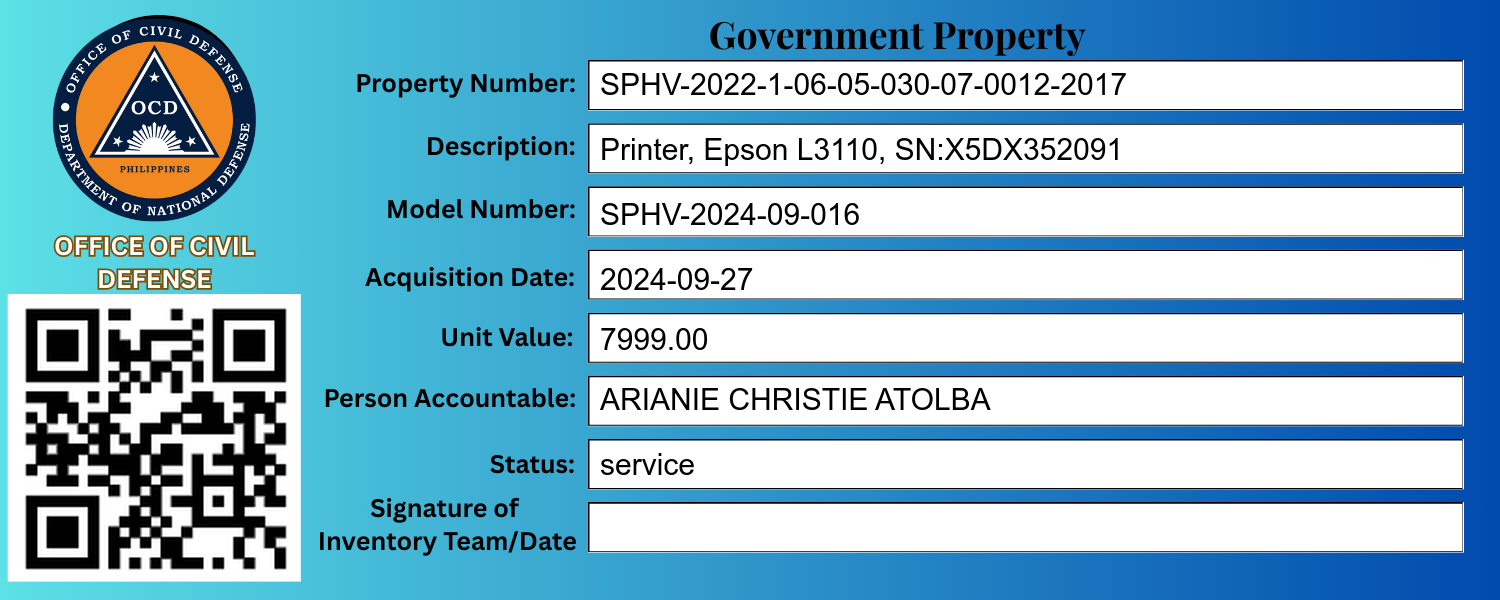 OFFICE OF CIVIL DEFENSE
OCD
PHILIPPINES
DEPARTMENT OF NATIONAL DEFENSE
OFFICE OF CIVIL
DEFENSE
Government Property
Property Number: SPHV-2022-1-06-05-030-07-0012-2017
Description: Printer, Epson L3110, SN:X5DX352091
Model Number: SPHV-2024-09-016
Acquisition Date: 2024-09-27
Unit Value: 7999.00
Person Accountable: ARIANIE CHRISTIE ATOLBA
Status: service
Signature of
Inventory Team/Date